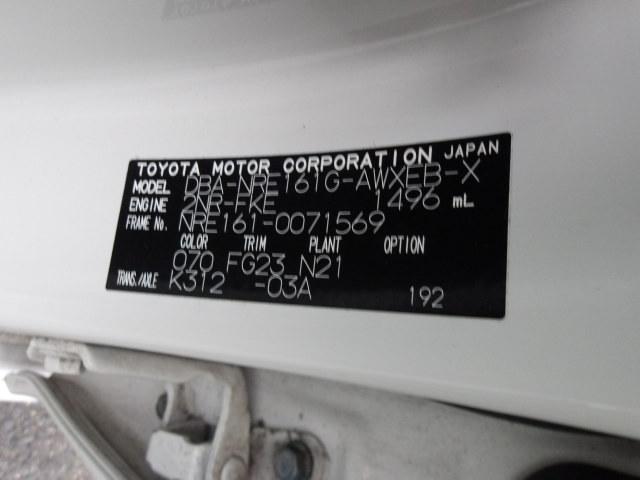 TOYOTA MOTOR CORPORATION JAPAN
MODEL DBA-NRE161G-AWXEB-X
ENGINE 2NR-FKE 1496 mL
FRAME No. NRE161-0071569
COLOR TRIM PLANT OPTION
070 FG23 N21
TRANS./AXLE K312 -03A 192